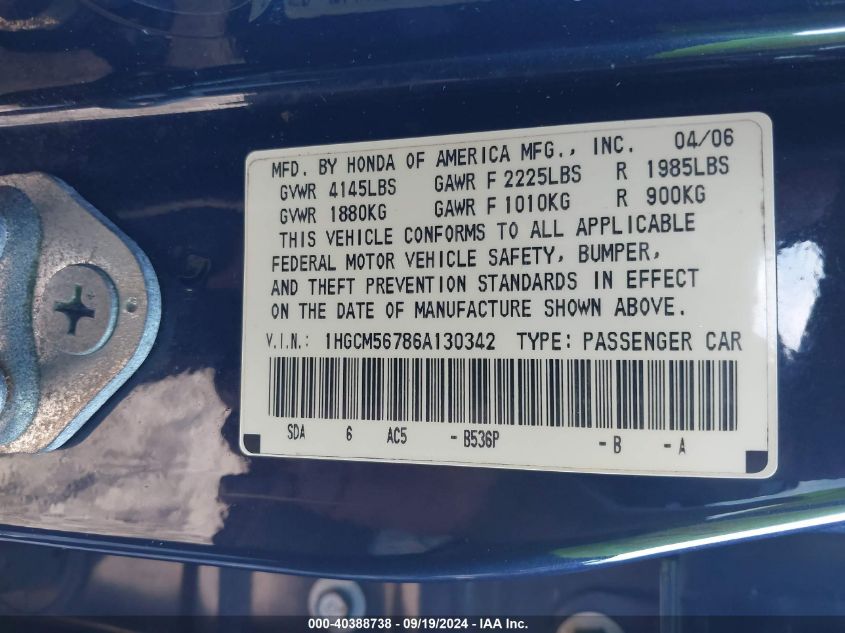 MFD. BY HONDA OF AMERICA MFG., INC. 04/06
GVWR 4145LBS GAWR F 2225LBS R 1985LBS
GVWR 1880KG GAWR F 1010KG R 900KG
THIS VEHICLE CONFORMS TO ALL APPLICABLE
FEDERAL MOTOR VEHICLE SAFETY, BUMPER,
AND THEFT PREVENTION STANDARDS IN EFFECT
ON THE DATE OF MANUFACTURE SHOWN ABOVE.
V.I.N.: 1HGCM56786A130342 TYPE: PASSENGER CAR
SDA 6 AC5 - B536P - B - A
000-40388738 - 09/19/2024 - IAA Inc.